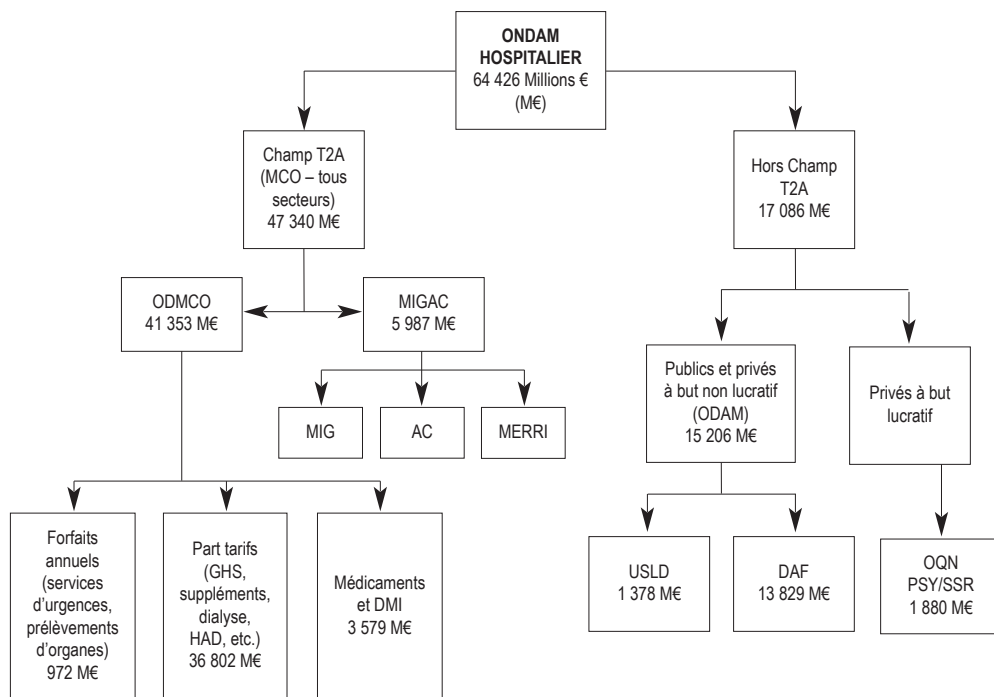 ONDAM
HOSPITALIER
64 426 Millions €
(M€)
Champ T2A
(MCO – tous
secteurs)
47 340 M€
Hors Champ
T2A
17 086 M€
ODMCO
41 353 M€
MIGAC
5 987 M€
Publics et privés
à but non lucratif
(ODAM)
15 206 M€
Privés à but
lucratif
MIG
AC
MERRI
Forfaits
annuels
(services
d’urgences,
prélèvements
d’organes)
972 M€
Part tarifs
(GHS,
suppléments,
dialyse,
HAD, etc.)
36 802 M€
Médicaments
et DMI
3 579 M€
USLD
1 378 M€
DAF
13 829 M€
OQN
PSY/SSR
1 880 M€